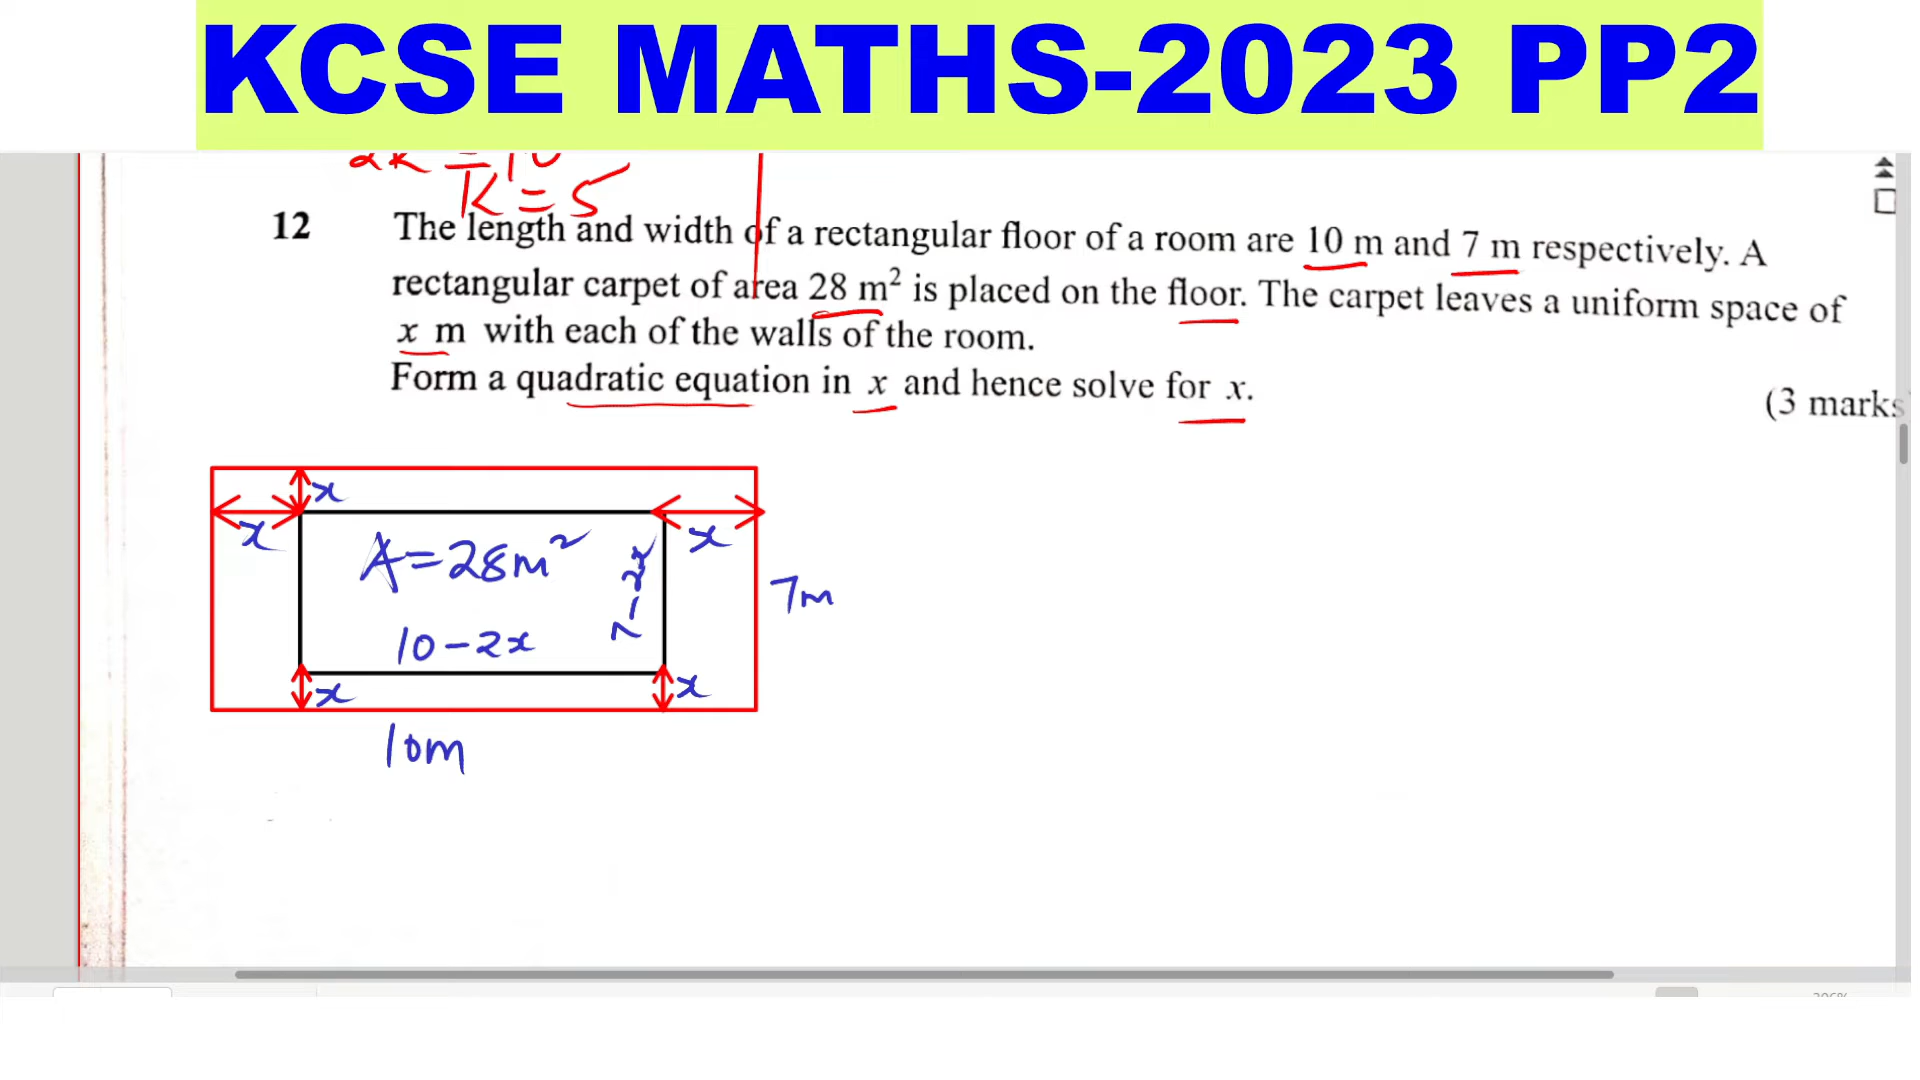 KCSE MATHS-2023 PP2
K = 5
12 The length and width of a rectangular floor of a room are 10 m and 7 m respectively. A
rectangular carpet of area 28 m² is placed on the floor. The carpet leaves a uniform space of
x m with each of the walls of the room.
Form a quadratic equation in x and hence solve for x.
(3 marks
x
x
x
A=28m²
7-2x
7m
10-2x
x
x
10m